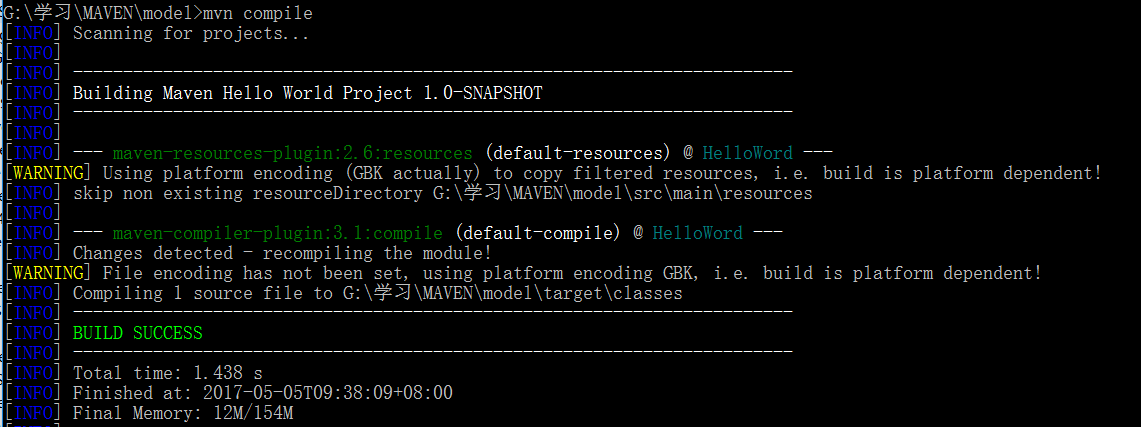 G:\学习\MAVEN\model>mvn compile
[INFO] Scanning for projects...
[INFO]
[INFO] ------------------------------------------------------------------------
[INFO] Building Maven Hello World Project 1.0-SNAPSHOT
[INFO] ------------------------------------------------------------------------
[INFO]
[INFO] --- maven-resources-plugin:2.6:resources (default-resources) @ HelloWord ---
[WARNING] Using platform encoding (GBK actually) to copy filtered resources, i.e. build is platform dependent!
[INFO] skip non existing resourceDirectory G:\学习\MAVEN\model\src\main\resources
[INFO]
[INFO] --- maven-compiler-plugin:3.1:compile (default-compile) @ HelloWord ---
[INFO] Changes detected - recompiling the module!
[WARNING] File encoding has not been set, using platform encoding GBK, i.e. build is platform dependent!
[INFO] Compiling 1 source file to G:\学习\MAVEN\model\target\classes
[INFO] ------------------------------------------------------------------------
[INFO] BUILD SUCCESS
[INFO] ------------------------------------------------------------------------
[INFO] Total time: 1.438 s
[INFO] Finished at: 2017-05-05T09:38:09+08:00
[INFO] Final Memory: 12M/154M